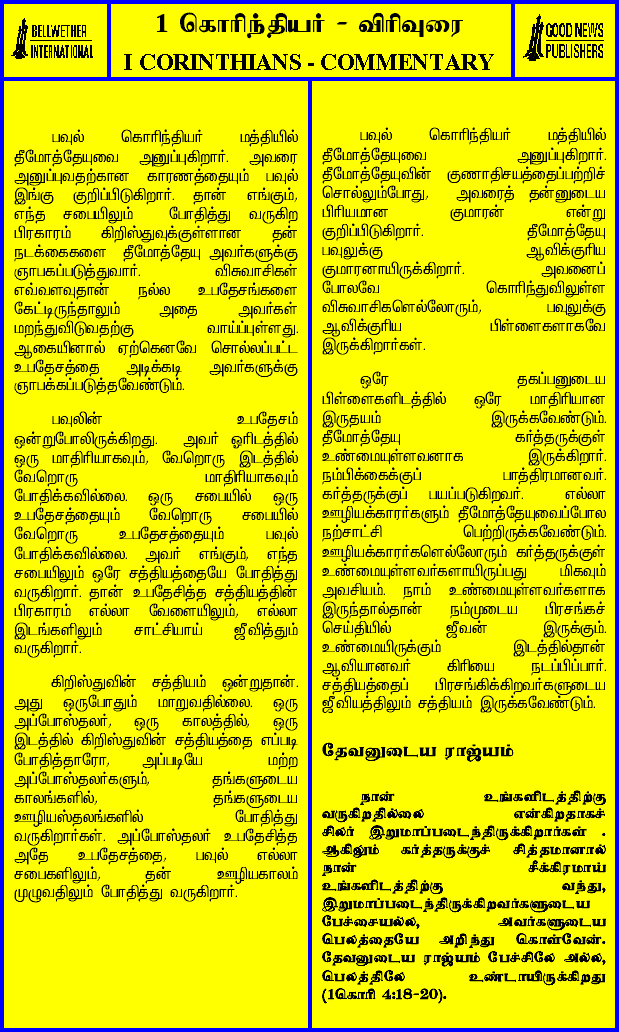 BELLWETHER
INTERNATIONAL
1 கொரிந்தியர் - விரிவுரை
I CORINTHIANS - COMMENTARY
GOOD NEWS
PUBLISHERS
பவுல் கொரிந்தியர் மத்தியில்
தீமோத்தேயுவை அனுப்புகிறார். அவரை
அனுப்புவதற்கான காரணத்தையும் பவுல்
இங்கு குறிப்பிடுகிறார். தான் எங்கும்,
எந்த சபையிலும் போதித்து வருகிற
பிரகாரம் கிறிஸ்துவுக்குள்ளான தன்
நடக்கைகளை தீமோத்தேயு அவர்களுக்கு
ஞாபகப்படுத்துவார். விசுவாசிகள்
எவ்வளவுதான் நல்ல உபதேசங்களை
கேட்டிருந்தாலும் அதை அவர்கள்
மறந்துவிடுவதற்கு வாய்ப்புள்ளது.
ஆகையினால் ஏற்கெனவே சொல்லப்பட்ட
உபதேசத்தை அடிக்கடி அவர்களுக்கு
ஞாபக்கப்படுத்தவேண்டும்.
பவுலின் உபதேசம்
ஒன்றுபோலிருக்கிறது. அவர் ஓரிடத்தில்
ஒரு மாதிரியாகவும், வேறொரு இடத்தில்
வேறொரு மாதிரியாகவும்
போதிக்கவில்லை. ஒரு சபையில் ஒரு
உபதேசத்தையும் வேறொரு சபையில்
வேறொரு உபதேசத்தையும் பவுல்
போதிக்கவில்லை. அவர் எங்கும், எந்த
சபையிலும் ஒரே சத்தியத்தையே போதித்து
வருகிறார். தான் உபதேசித்த சத்தியத்தின்
பிரகாரம் எல்லா வேளையிலும், எல்லா
இடங்களிலும் சாட்சியாய் ஜீவித்தும்
வருகிறார்.
கிறிஸ்துவின் சத்தியம் ஒன்றுதான்.
அது ஒருபோதும் மாறுவதில்லை. ஒரு
அப்போஸ்தலர், ஒரு காலத்தில், ஒரு
இடத்தில் கிறிஸ்துவின் சத்தியத்தை எப்படி
போதித்தாரோ, அப்படியே மற்ற
அப்போஸ்தலர்களும், தங்களுடைய
காலங்களில், தங்களுடைய
ஊழியஸ்தலங்களில் போதித்து
வருகிறார்கள். அப்போஸ்தலர் உபதேசித்த
அதே உபதேசத்தை, பவுல் எல்லா
சபைகளிலும், தன் ஊழியகாலம்
முழுவதிலும் போதித்து வருகிறார்.
பவுல் கொரிந்தியர் மத்தியில்
தீமோத்தேயுவை அனுப்புகிறார்.
தீமோத்தேயுவின் குணாதிசயத்தைப்பற்றிச்
சொல்லும்போது, அவரைத் தன்னுடைய
பிரியமான குமாரன் என்று
குறிப்பிடுகிறார். தீமோத்தேயு
பவுலுக்கு ஆவிக்குரிய
குமாரனாயிருக்கிறார். அவனைப்
போலவே கொரிந்துவிலுள்ள
விசுவாசிகளெல்லோரும், பவுலுக்கு
ஆவிக்குரிய பிள்ளைகளாகவே
இருக்கிறார்கள்.
ஒரே தகப்பனுடைய
பிள்ளைகளிடத்தில் ஒரே மாதிரியான
இருதயம் இருக்கவேண்டும்.
தீமோத்தேயு கர்த்தருக்குள்
உண்மையுள்ளவனாக இருக்கிறார்.
நம்பிக்கைக்குப் பாத்திரமானவர்.
கர்த்தருக்குப் பயப்படுகிறவர். எல்லா
ஊழியக்காரர்களும் தீமோத்தேயுவைப்போல
நற்சாட்சி பெற்றிருக்கவேண்டும்.
ஊழியக்காரர்களெல்லோரும் கர்த்தருக்குள்
உண்மையுள்ளவர்களாயிருப்பது மிகவும்
அவசியம். நாம் உண்மையுள்ளவர்களாக
இருந்தால்தான் நம்முடைய பிரசங்கச்
செய்தியில் ஜீவன் இருக்கும்.
உண்மையிருக்கும் இடத்தில்தான்
ஆவியானவர் கிரியை நடப்பிப்பார்.
சத்தியத்தைப் பிரசங்கிக்கிறவர்களுடைய
ஜீவியத்திலும் சத்தியம் இருக்கவேண்டும்.
தேவனுடைய ராஜ்யம்
நான் உங்களிடத்திற்கு
வருகிறதில்லை என்கிறதாகச்
சிலர் இறுமாப்படைந்திருக்கிறார்கள் .
ஆகிலும் கர்த்தருக்குச் சித்தமானால்
நான் சீக்கிரமாய்
உங்களிடத்திற்கு வந்து,
இறுமாப்படைந்திருக்கிறவர்களுடைய
பேச்சையல்ல, அவர்களுடைய
பெலத்தையே அறிந்து கொள்வேன்.
தேவனுடைய ராஜ்யம் பேச்சிலே அல்ல,
பெலத்திலே உண்டாயிருக்கிறது
(1கொரி 4:18-20).